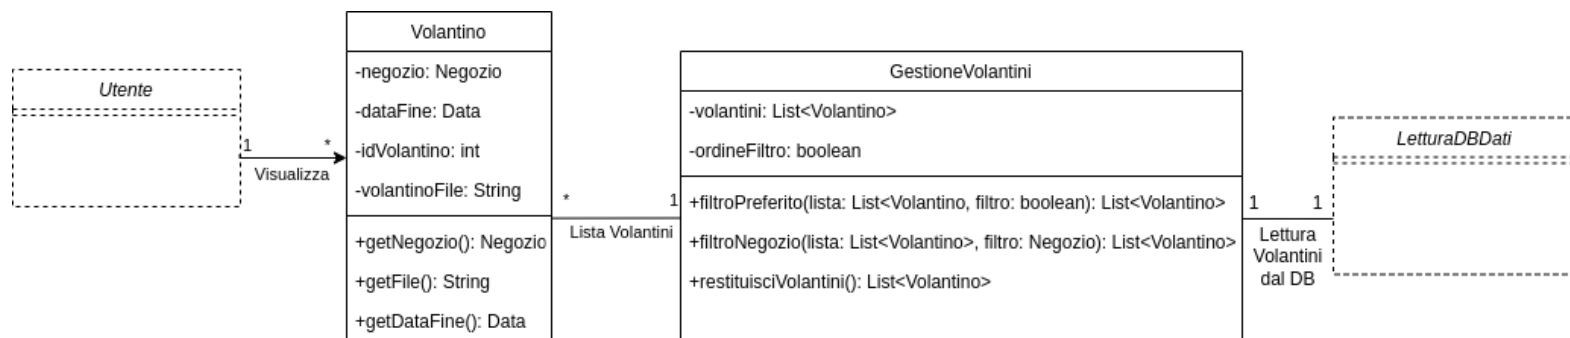 Utente
1
*
Visualizza
Volantino
-negozio: Negozio
-dataFine: Data
-idVolantino: int
-volantinoFile: String
+getNegozio(): Negozio
+getFile(): String
+getDataFine(): Data
*
1
Lista Volantini
GestioneVolantini
-volantini: List<Volantino>
-ordineFiltro: boolean
+filtroPreferito(lista: List<Volantino, filtro: boolean): List<Volantino>
+filtroNegozio(lista: List<Volantino>, filtro: Negozio): List<Volantino>
+restituisciVolantini(): List<Volantino>
1
1
Lettura
Volantini
dal DB
LetturaDBDati